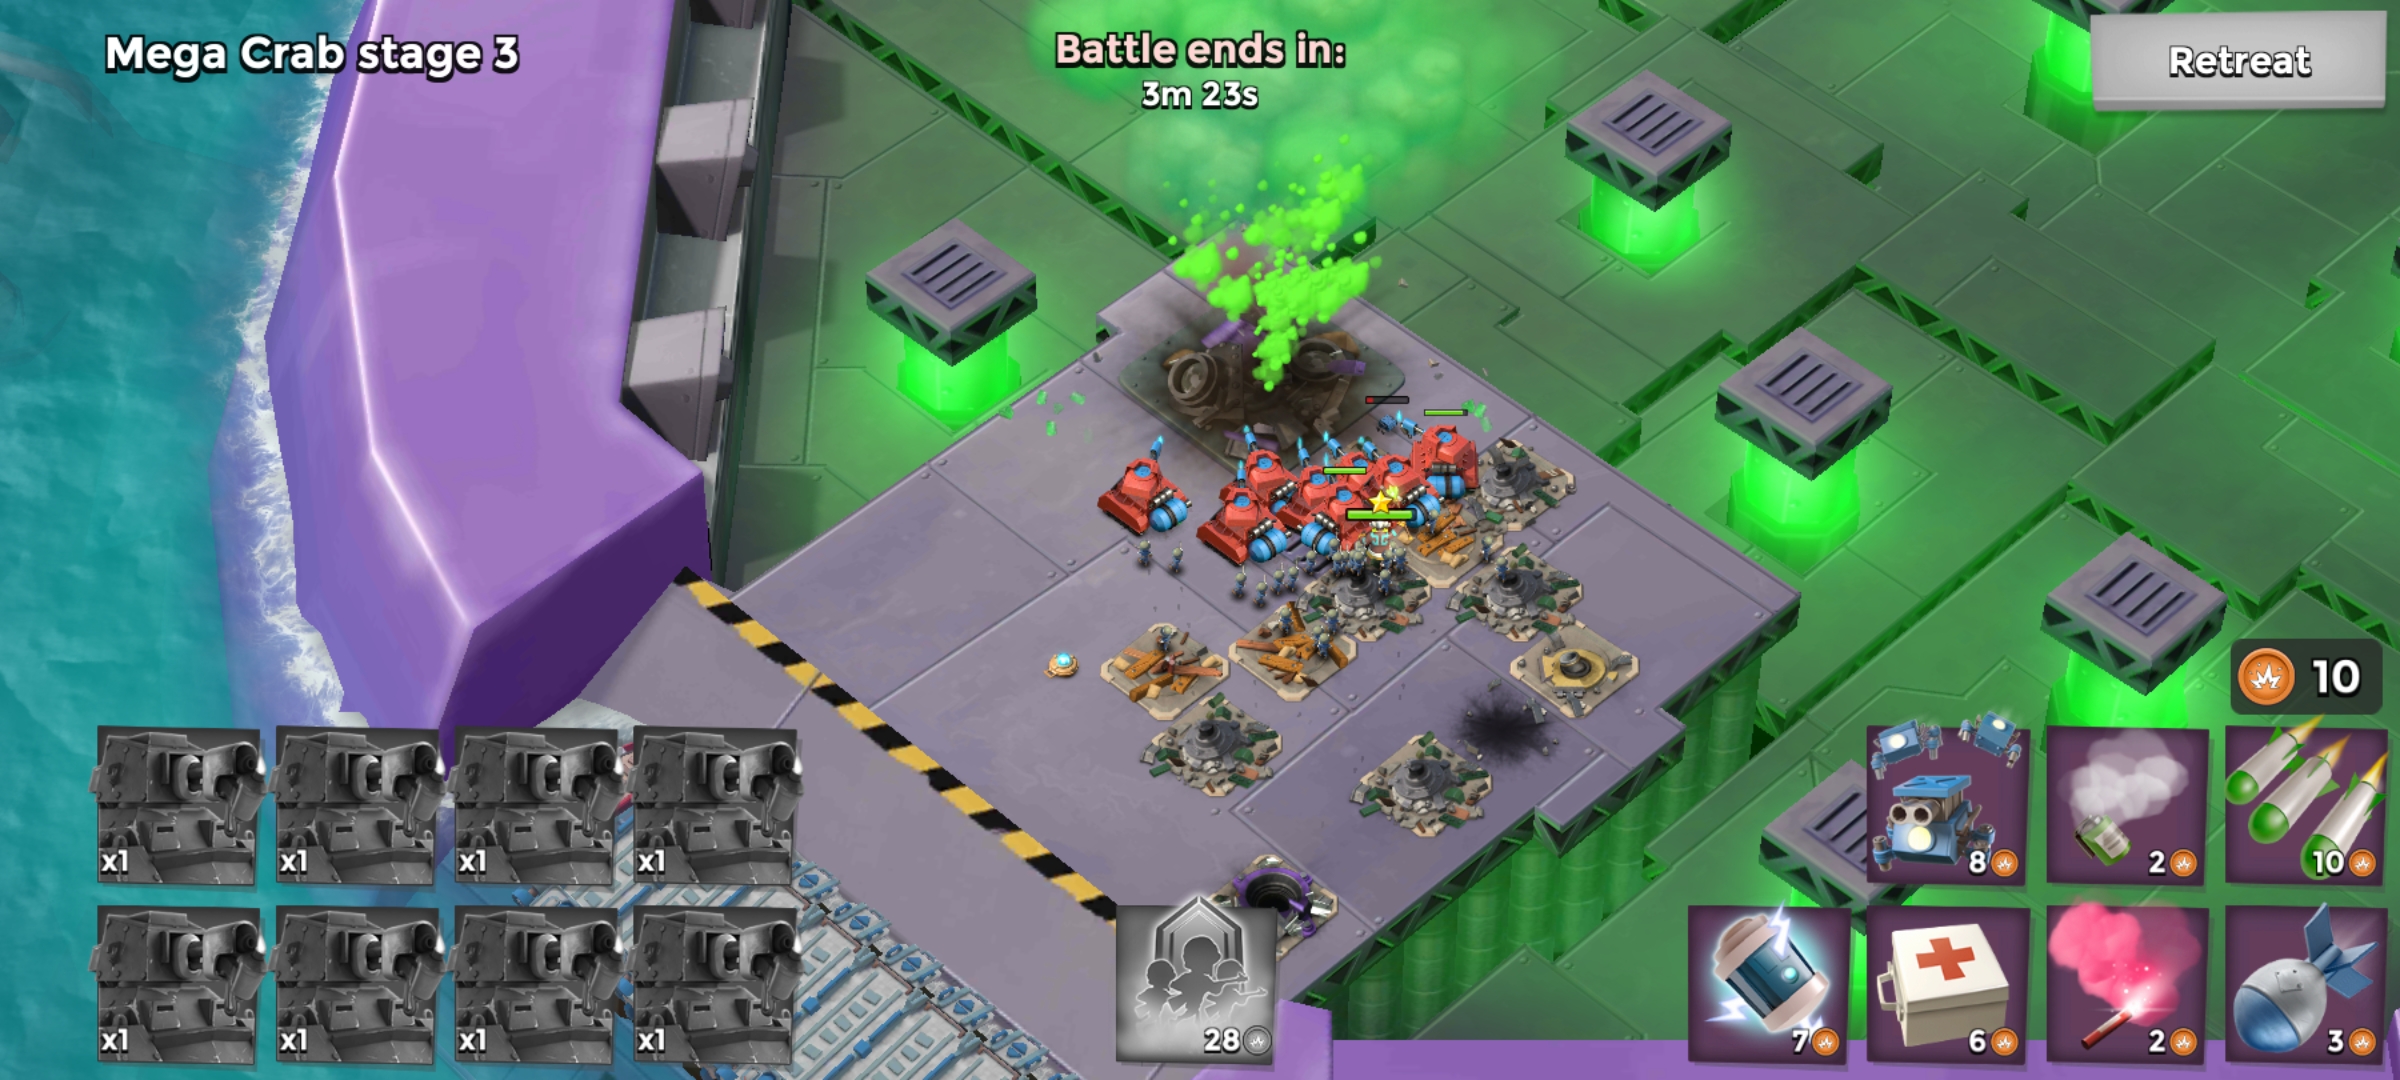 Mega Crab stage 3
Battle ends in:
3m 23s
Retreat
10
x1
x1
x1
x1
8
2
10
x1
x1
x1
x1
28
7
6
2
3